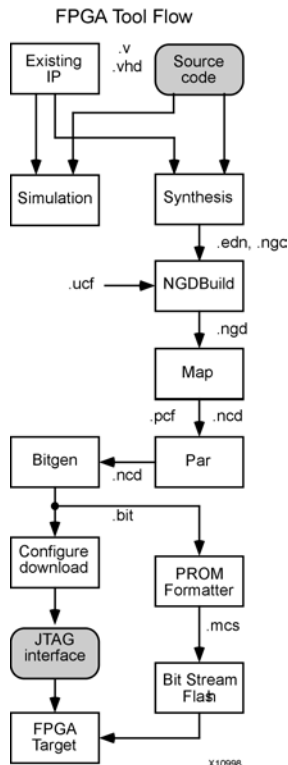 FPGA Tool Flow
Existing
IP
.v
.vhd
Source
code
Simulation
Synthesis
.edn, .ngc
.ucf
NGDBuild
.ngd
Map
.pcf
.ncd
Bitgen
.ncd
Par
.bit
Configure
download
PROM
Formatter
.mcs
JTAG
interface
Bit Stream
Flash
FPGA
Target
X10998